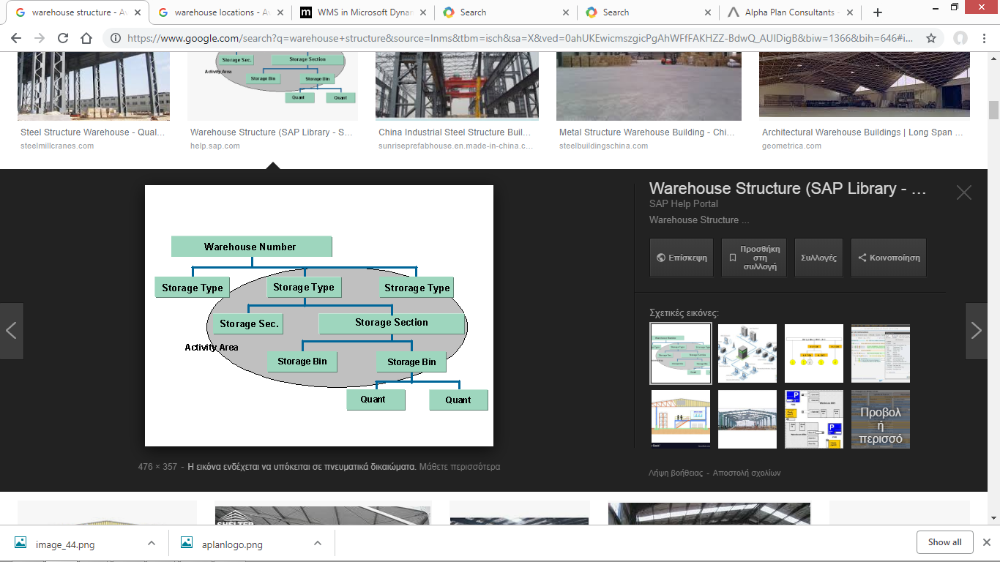 warehouse structure - Αν
warehouse locations - Αν
WMS in Microsoft Dynam
Search
Search
Alpha Plan Consultants -
https://www.google.com/search?q=warehouse+structure&source=lnms&tbm=isch&sa=X&ved=0ahUKEwicmszgicPgAhWFfFAKHZZ-BdwQ_AUIDigB&biw=1366&bih=646#i...
Storage Sec.
Storage Section
Activity Area
Storage Bin
Storage Bin
Quant
Quant
Steel Structure Warehouse - Qual...
steelmillcranes.com
Warehouse Structure (SAP Library - S...
help.sap.com
China Industrial Steel Structure Buil...
sunriseprefabhouse.en.made-in-china.c...
Metal Structure Warehouse Building - Chi...
steelbuildingschina.com
Architectural Warehouse Buildings | Long Span ...
geometrica.com
Warehouse Number
Storage Type
Storage Type
Strorage Type
Storage Sec.
Storage Section
Activity Area
Storage Bin
Storage Bin
Quant
Quant
476 × 357 - Η εικόνα ενδέχεται να υπόκειται σε πνευματικά δικαιώματα. Μάθετε περισσότερα
Warehouse Structure (SAP Library - ...
SAP Help Portal
Warehouse Structure ...
Επίσκεψη
Προσθήκη
στη
συλλογή
Συλλογές
Κοινοποίηση
Σχετικές εικόνες:
Προβολ
ή
περισσό
Λήψη βοήθειας - Αποστολή σχολίων
SHELTER
image_44.png
aplanlogo.png
Show all